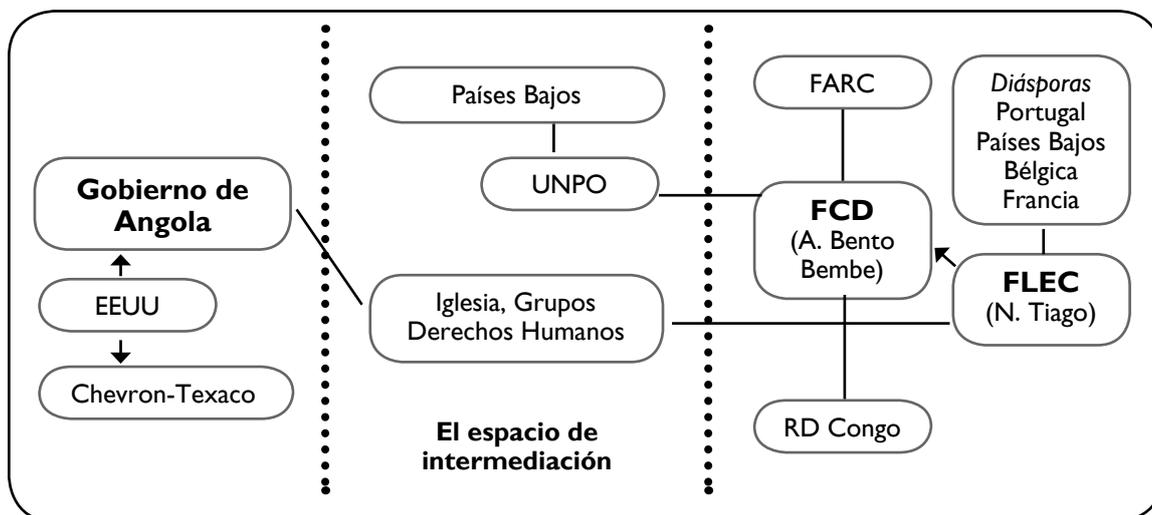 Gobierno de
Angola
EEUU
Chevron-Texaco
Países Bajos
UNPO
Iglesia, Grupos
Derechos Humanos
El espacio de
intermediación
FARC
FCD
(A. Bento
Bembe)
RD Congo
Diásporas
Portugal
Países Bajos
Bélgica
Francia
FLEC
(N. Tiago)